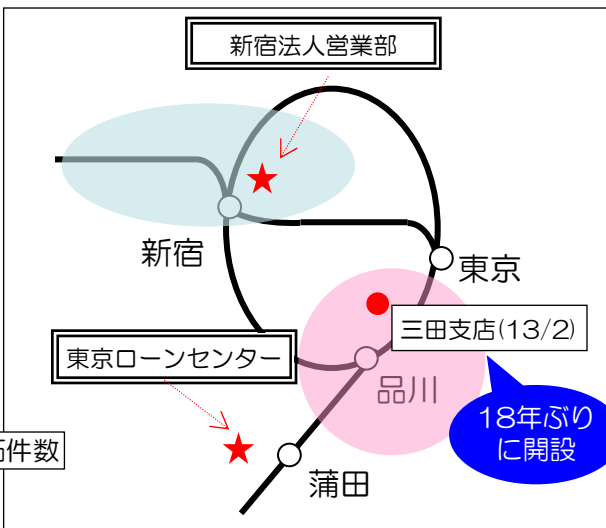 新宿法人営業部
新宿
東京
三田支店(13/2)
東京ローンセンター
品川
18年ぶり
に開設
件数
蒲田